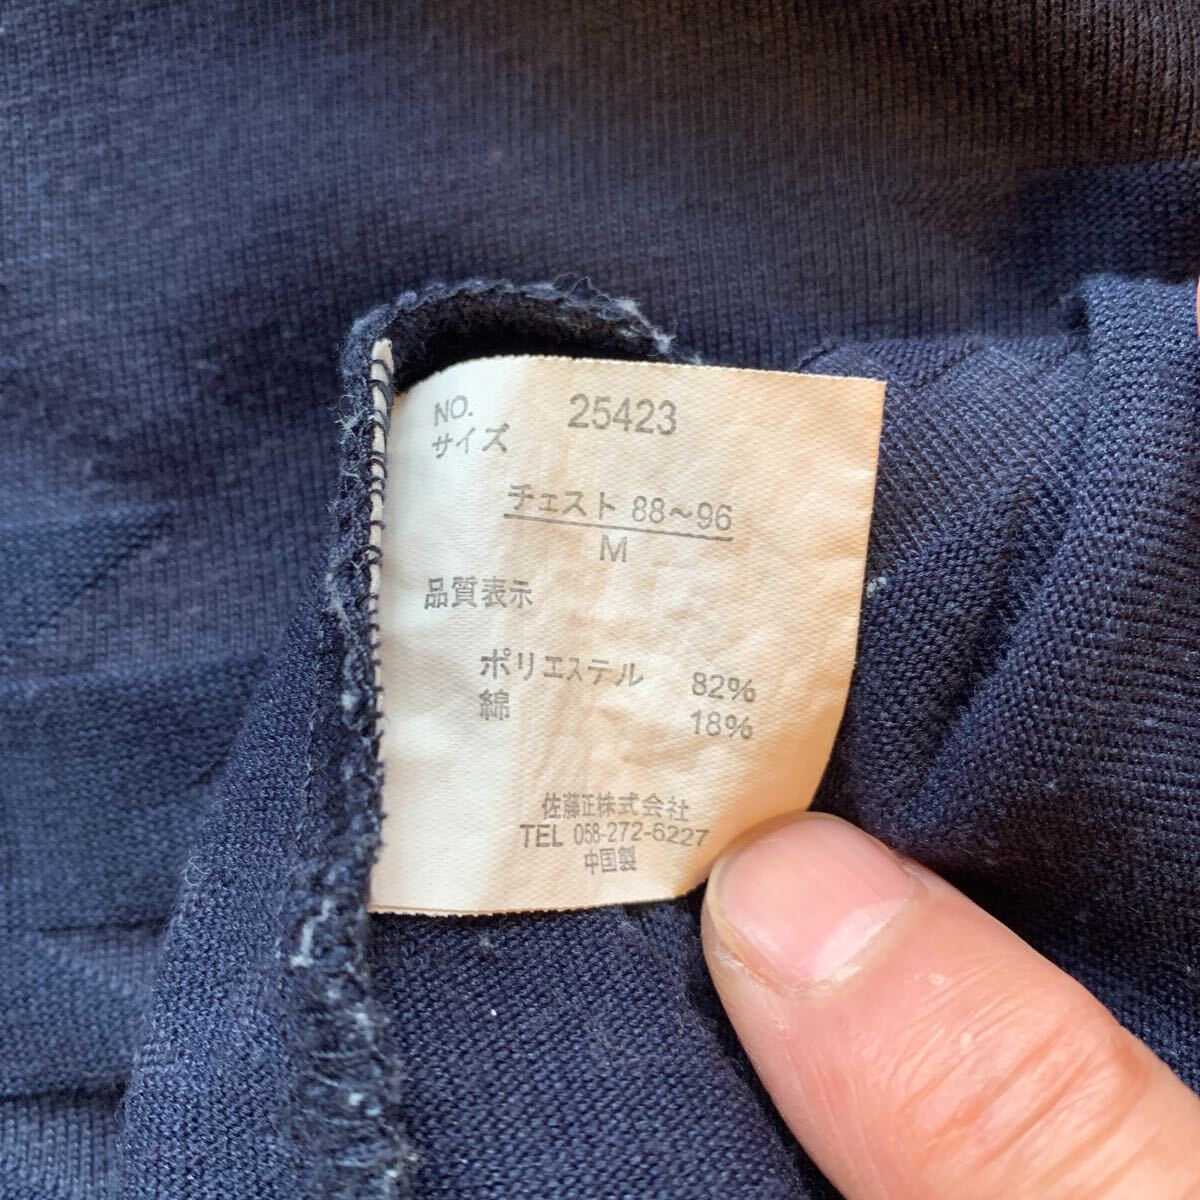 NO. 25423
サイズ
チェスト 88～96
M
品質表示
ポリエステル 82%
綿 18%
佐藤正株式会社
TEL 058-272-6227
中国製